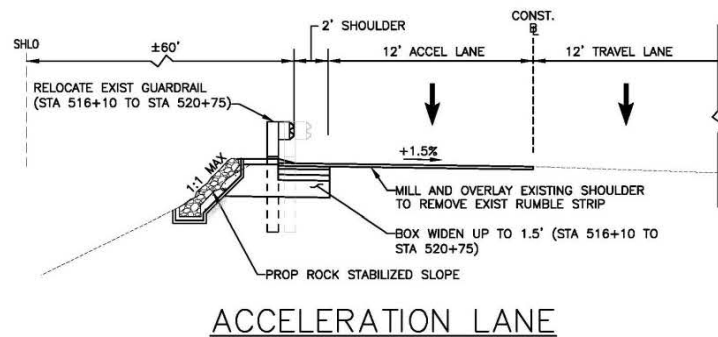 CONST.
BL
2' SHOULDER
SHLO
±60'
12' ACCEL LANE
12' TRAVEL LANE
RELOCATE EXIST GUARDRAIL
(STA 516+10 TO STA 520+75)
+1.5%
1:1 MAX
MILL AND OVERLAY EXISTING SHOULDER
TO REMOVE EXIST RUMBLE STRIP
BOX WIDEN UP TO 1.5' (STA 516+10 TO
STA 520+75)
PROP ROCK STABILIZED SLOPE
ACCELERATION LANE